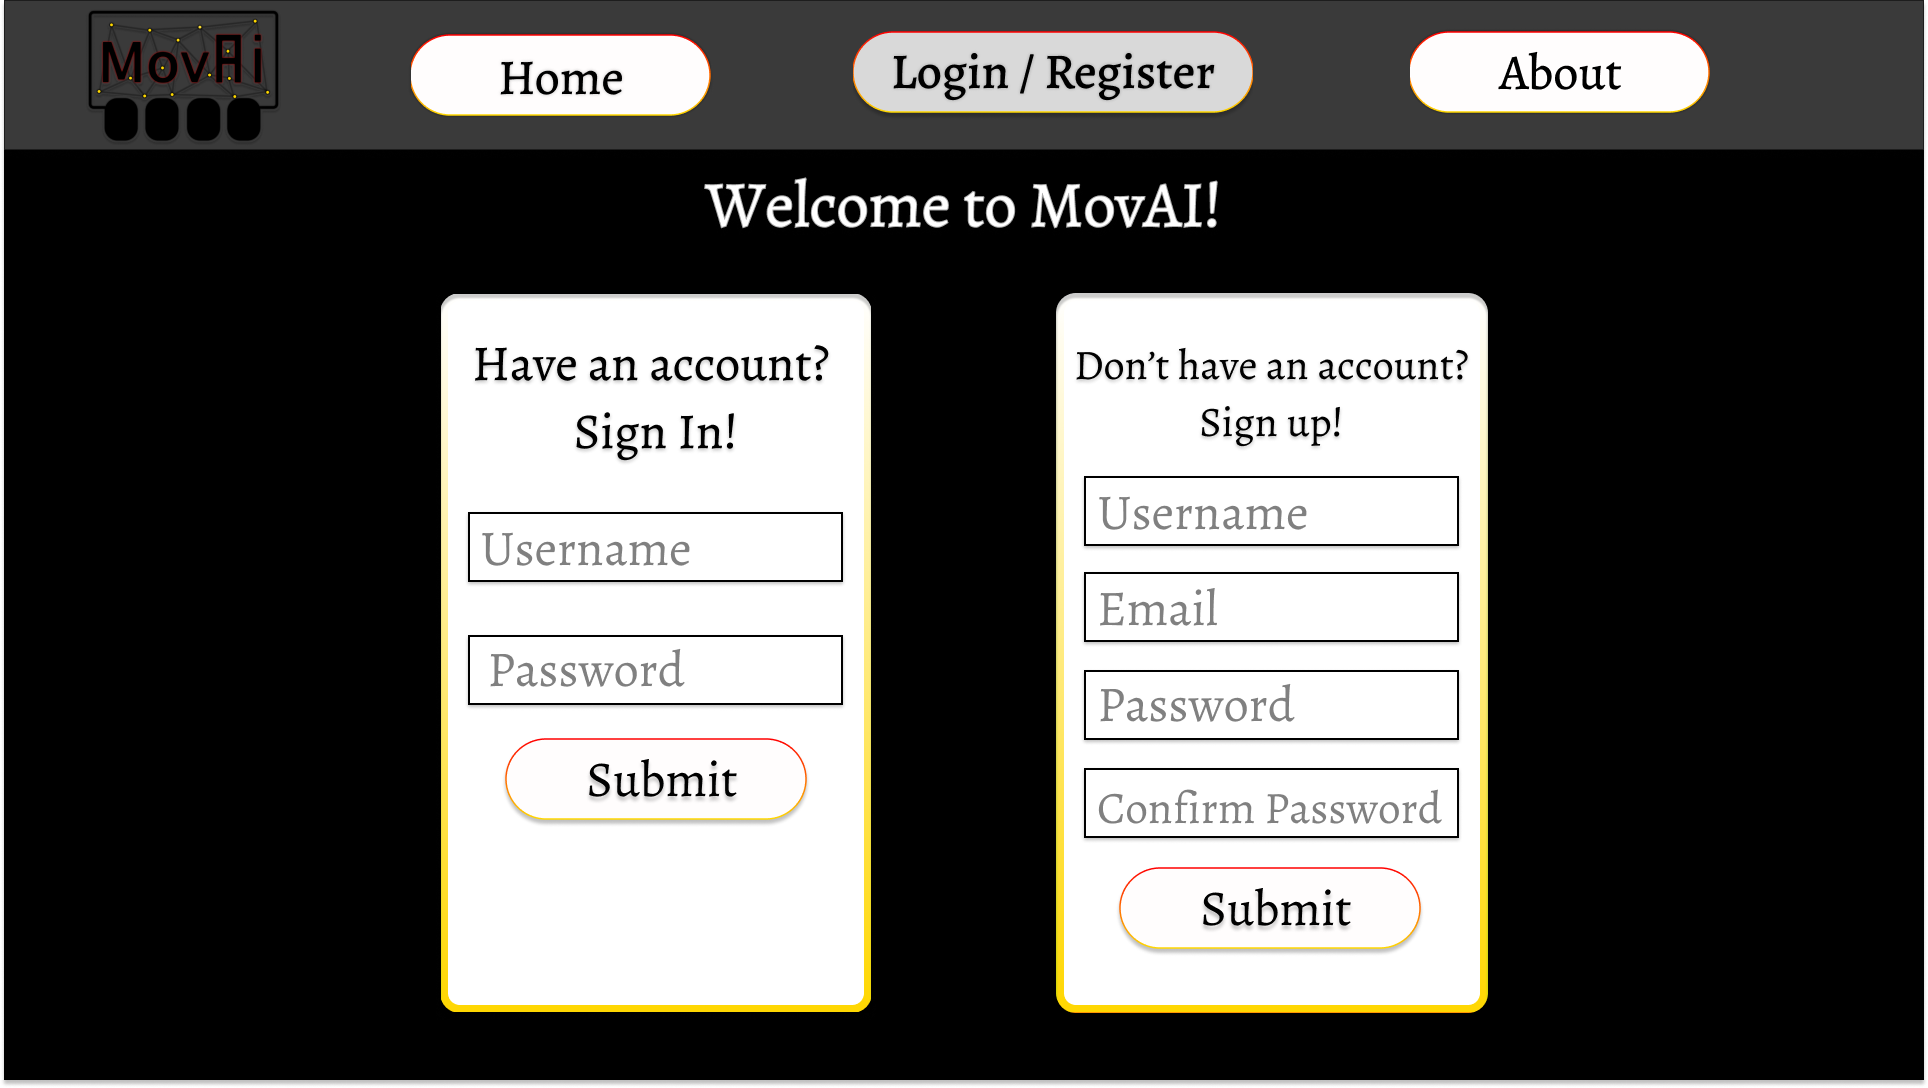 MovAi
Home
Login / Register
About
Welcome to MovAI!
Have an account?
Sign In!
Username
Password
Submit
Don’t have an account?
Sign up!
Username
Email
Password
Confirm Password
Submit